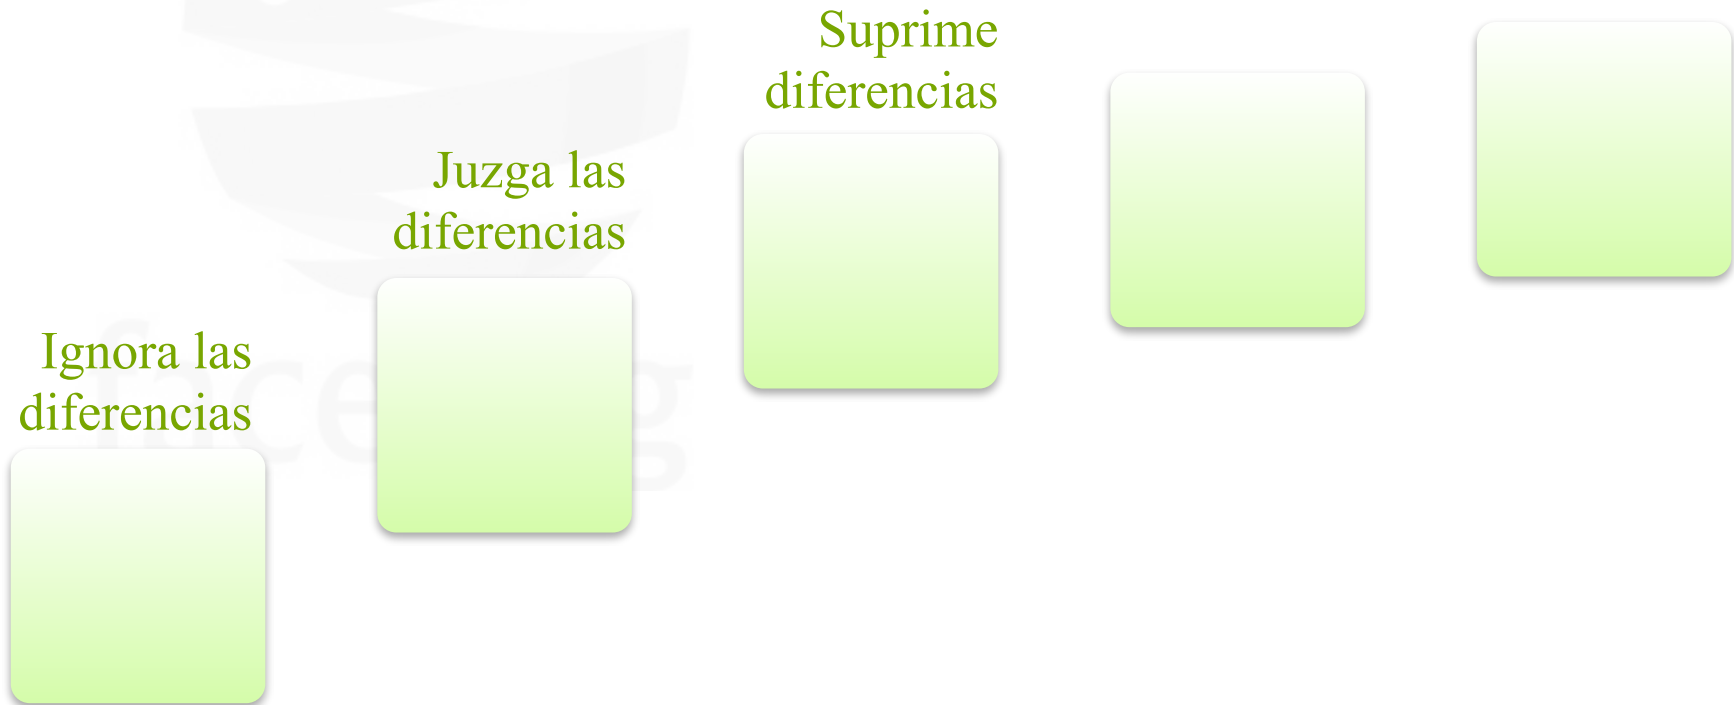 Suprime
diferencias
Juzga las
diferencias
Ignora las
diferencias